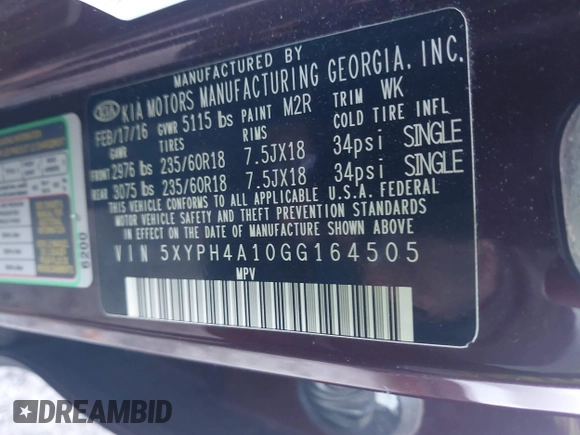 MANUFACTURED BY
KIA KIA MOTORS MANUFACTURING GEORGIA, INC.
FEB/17/16 GVWR 5115 lbs PAINT M2R TRIM WK
GAWR TIRES RIMS COLD TIRE INFL
FRONT 2976 lbs 235/60R18 7.5JX18 34psi SINGLE
REAR 3075 lbs 235/60R18 7.5JX18 34psi SINGLE
THIS VEHICLE CONFORMS TO ALL APPLICABLE U.S.A. FEDERAL
MOTOR VEHICLE SAFETY AND THEFT PREVENTION STANDARDS
IN EFFECT ON THE DATE OF MANUFACTURE SHOWN ABOVE.
VIN 5XYPH4A10GG164505
MPV
6200
DREAMBID